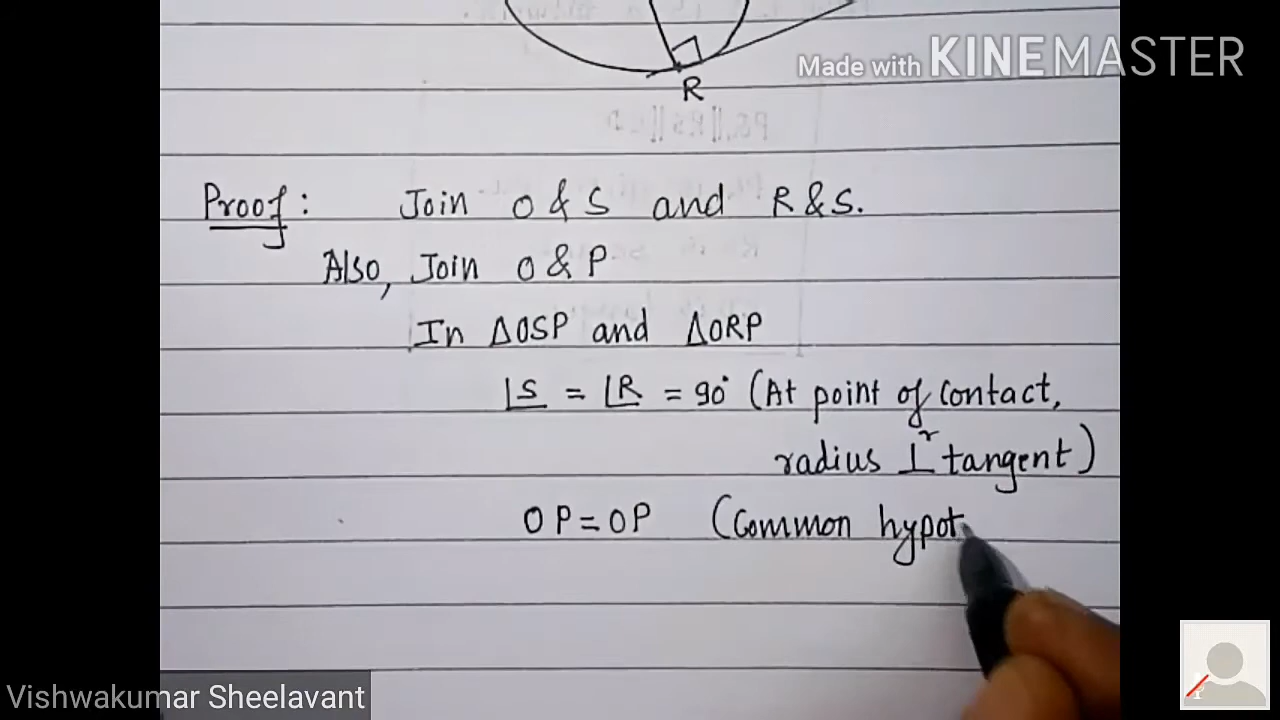 Made with KINEMASTER
R
Proof: Join O & S and R & S.
Also, Join O & P
In ΔOSP and ΔORP
∠S = ∠R = 90° (At point of contact,
radius ⊥r tangent)
OP = OP (Common hypot
Vishwakumar Sheelavant